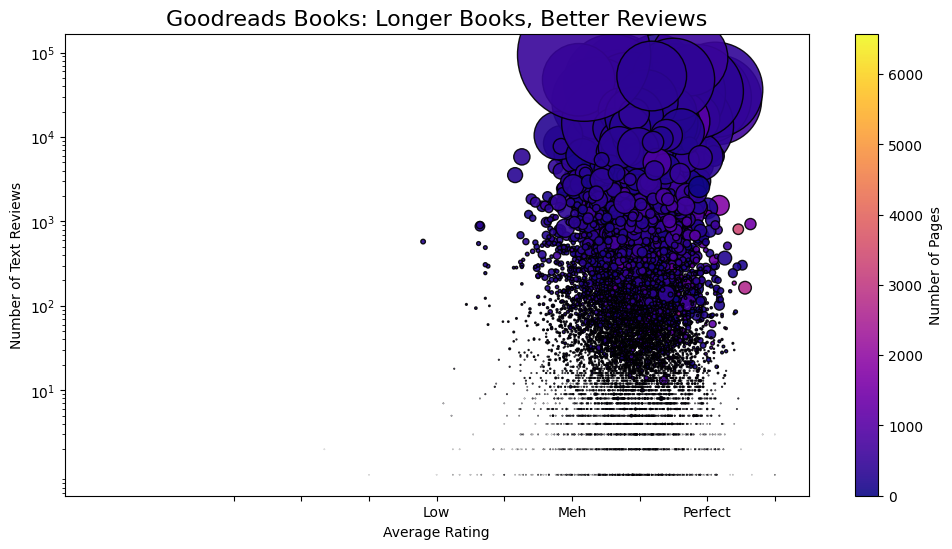 Goodreads Books: Longer Books, Better Reviews
Number of Text Reviews
10^5
10^4
10^3
10^2
10^1
Low
Meh
Perfect
Average Rating
6000
5000
4000
3000
2000
1000
0
Number of Pages